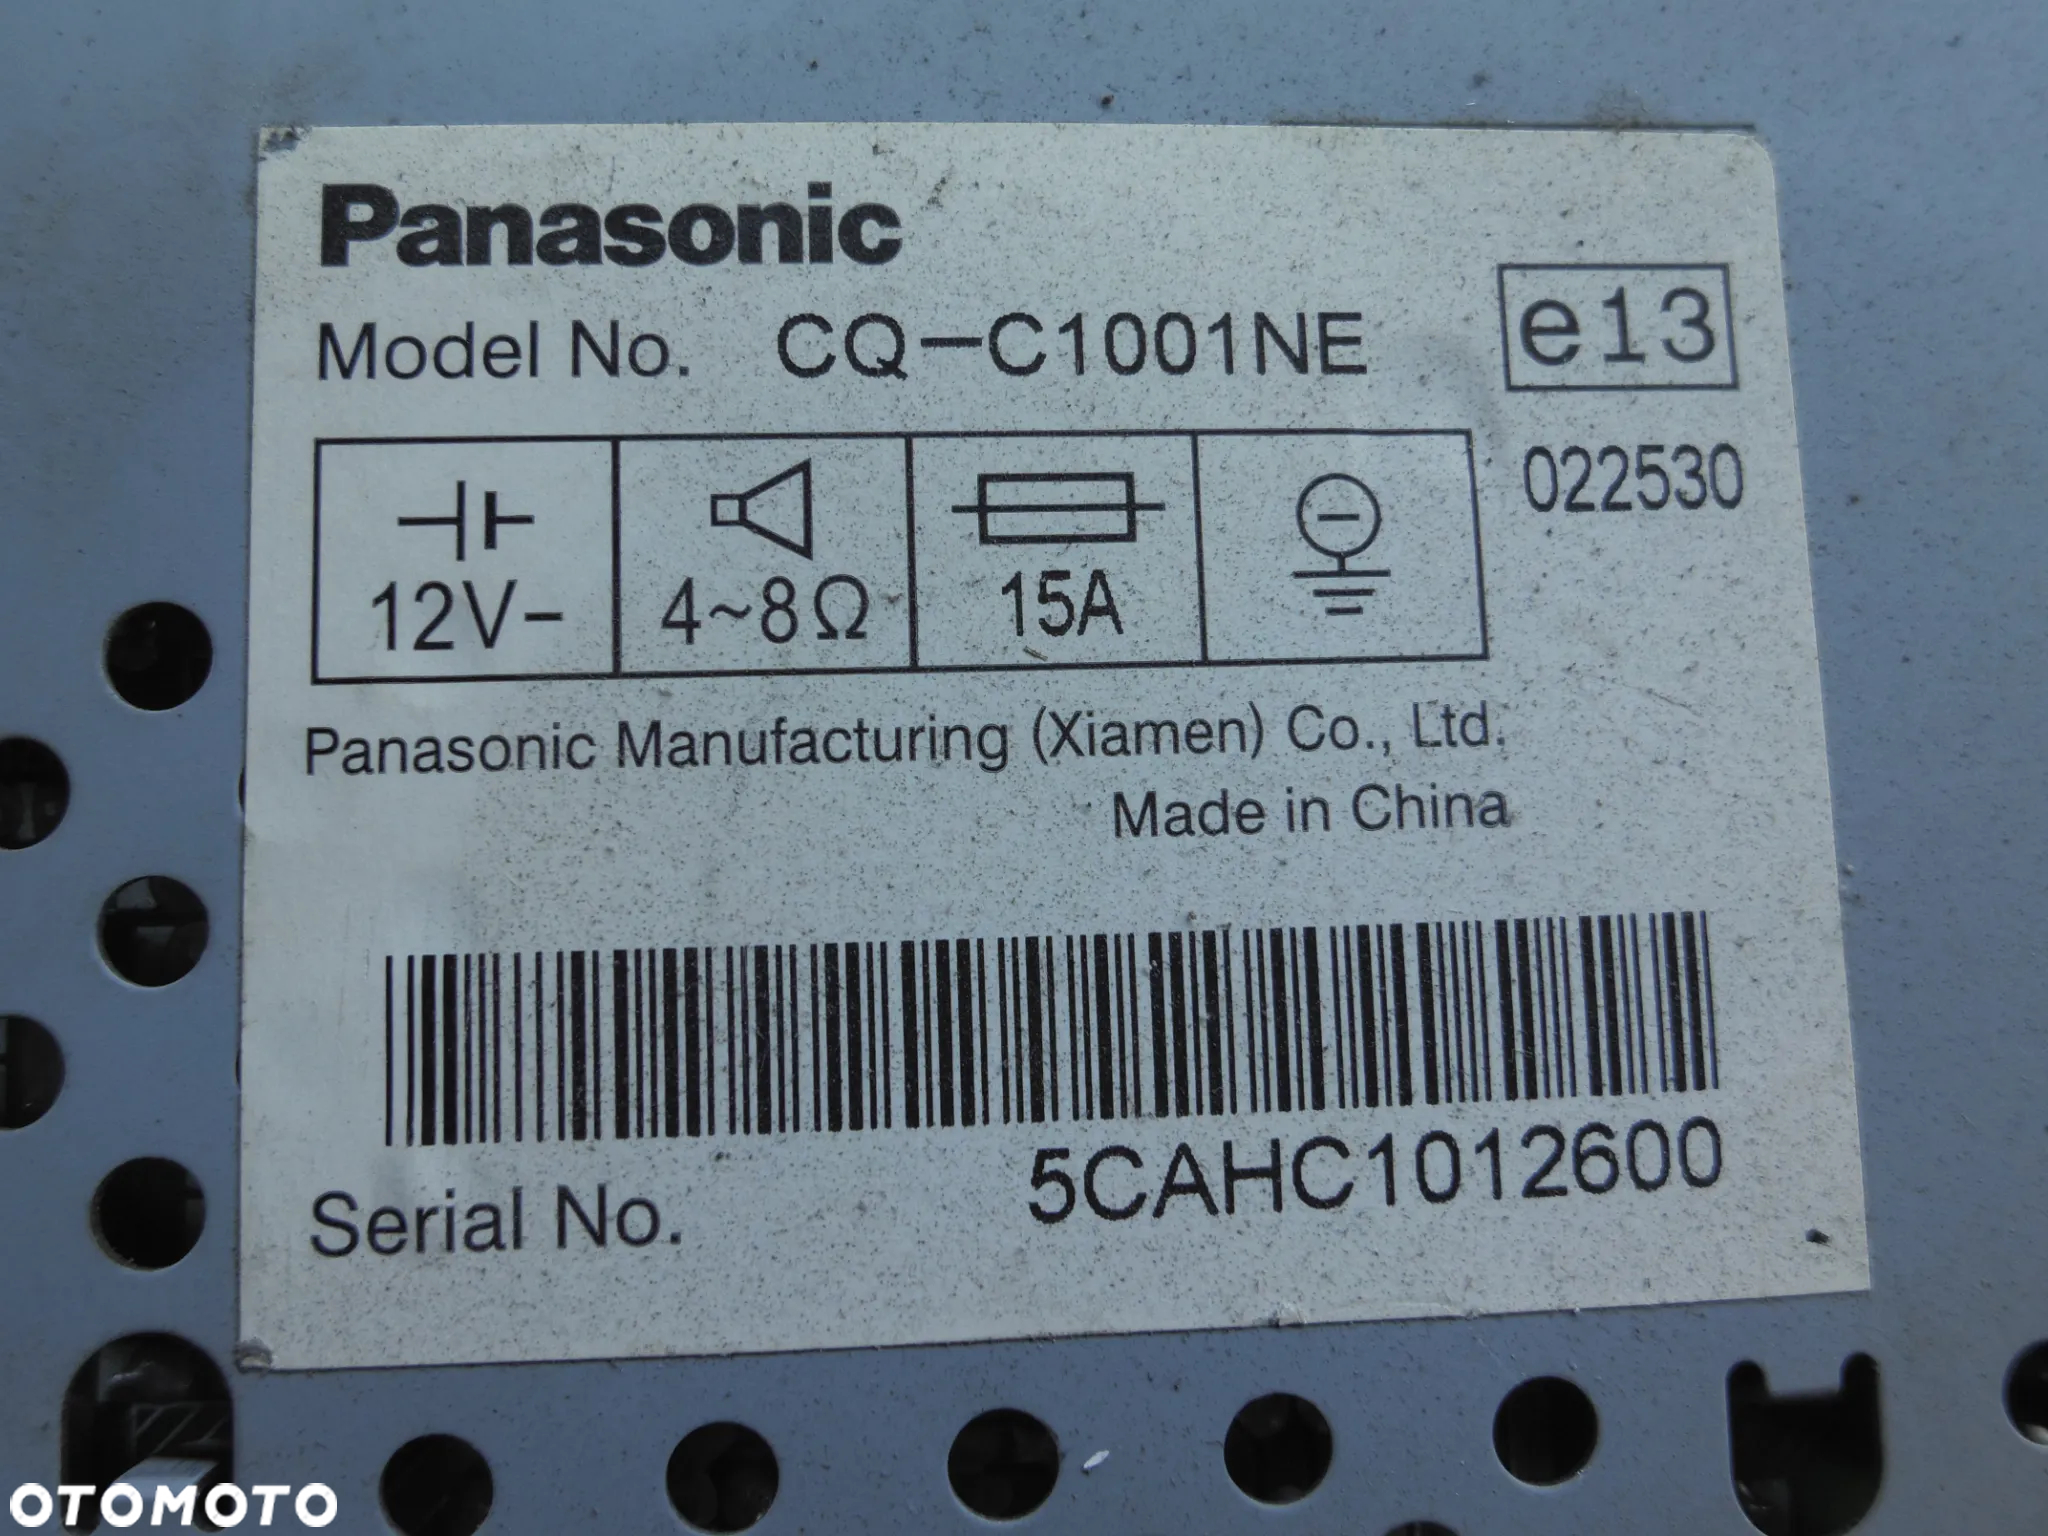 Panasonic
Model No. CQ-C1001NE
e13
022530
12V⎓ 4~8Ω 15A
Panasonic Manufacturing (Xiamen) Co., Ltd.
Made in China
5CAHC1012600
Serial No.
OTOMOTO